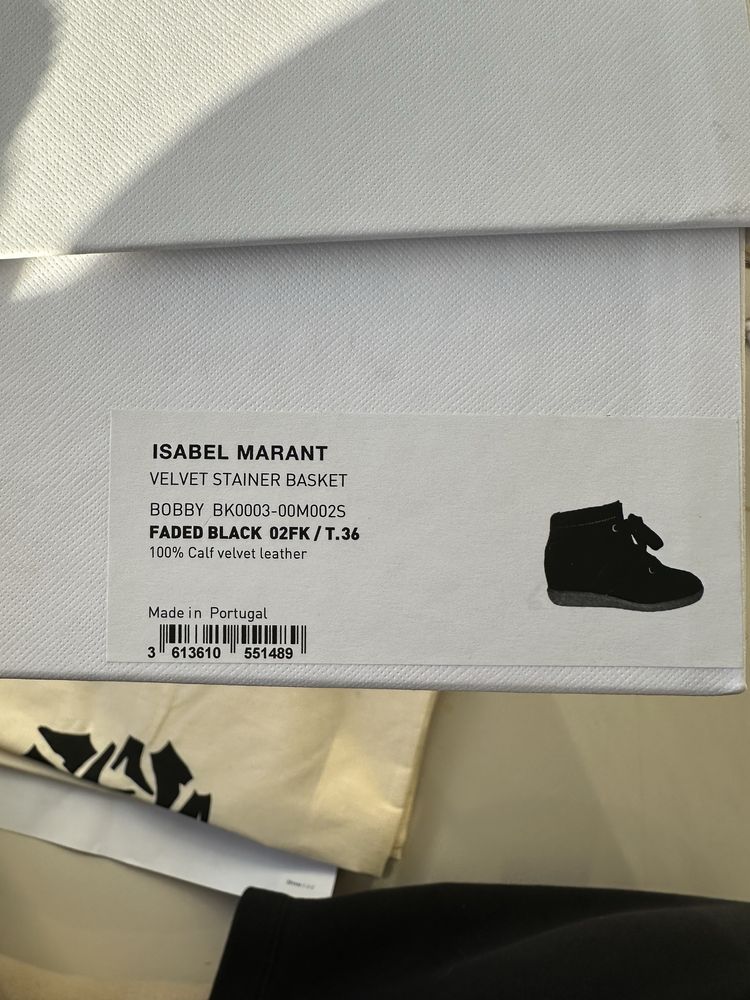 ISABEL MARANT
VELVET STAINER BASKET
BOBBY BK0003-00M002S
FADED BLACK 02FK / T.36
100% Calf velvet leather
Made in Portugal
3 613610 551489